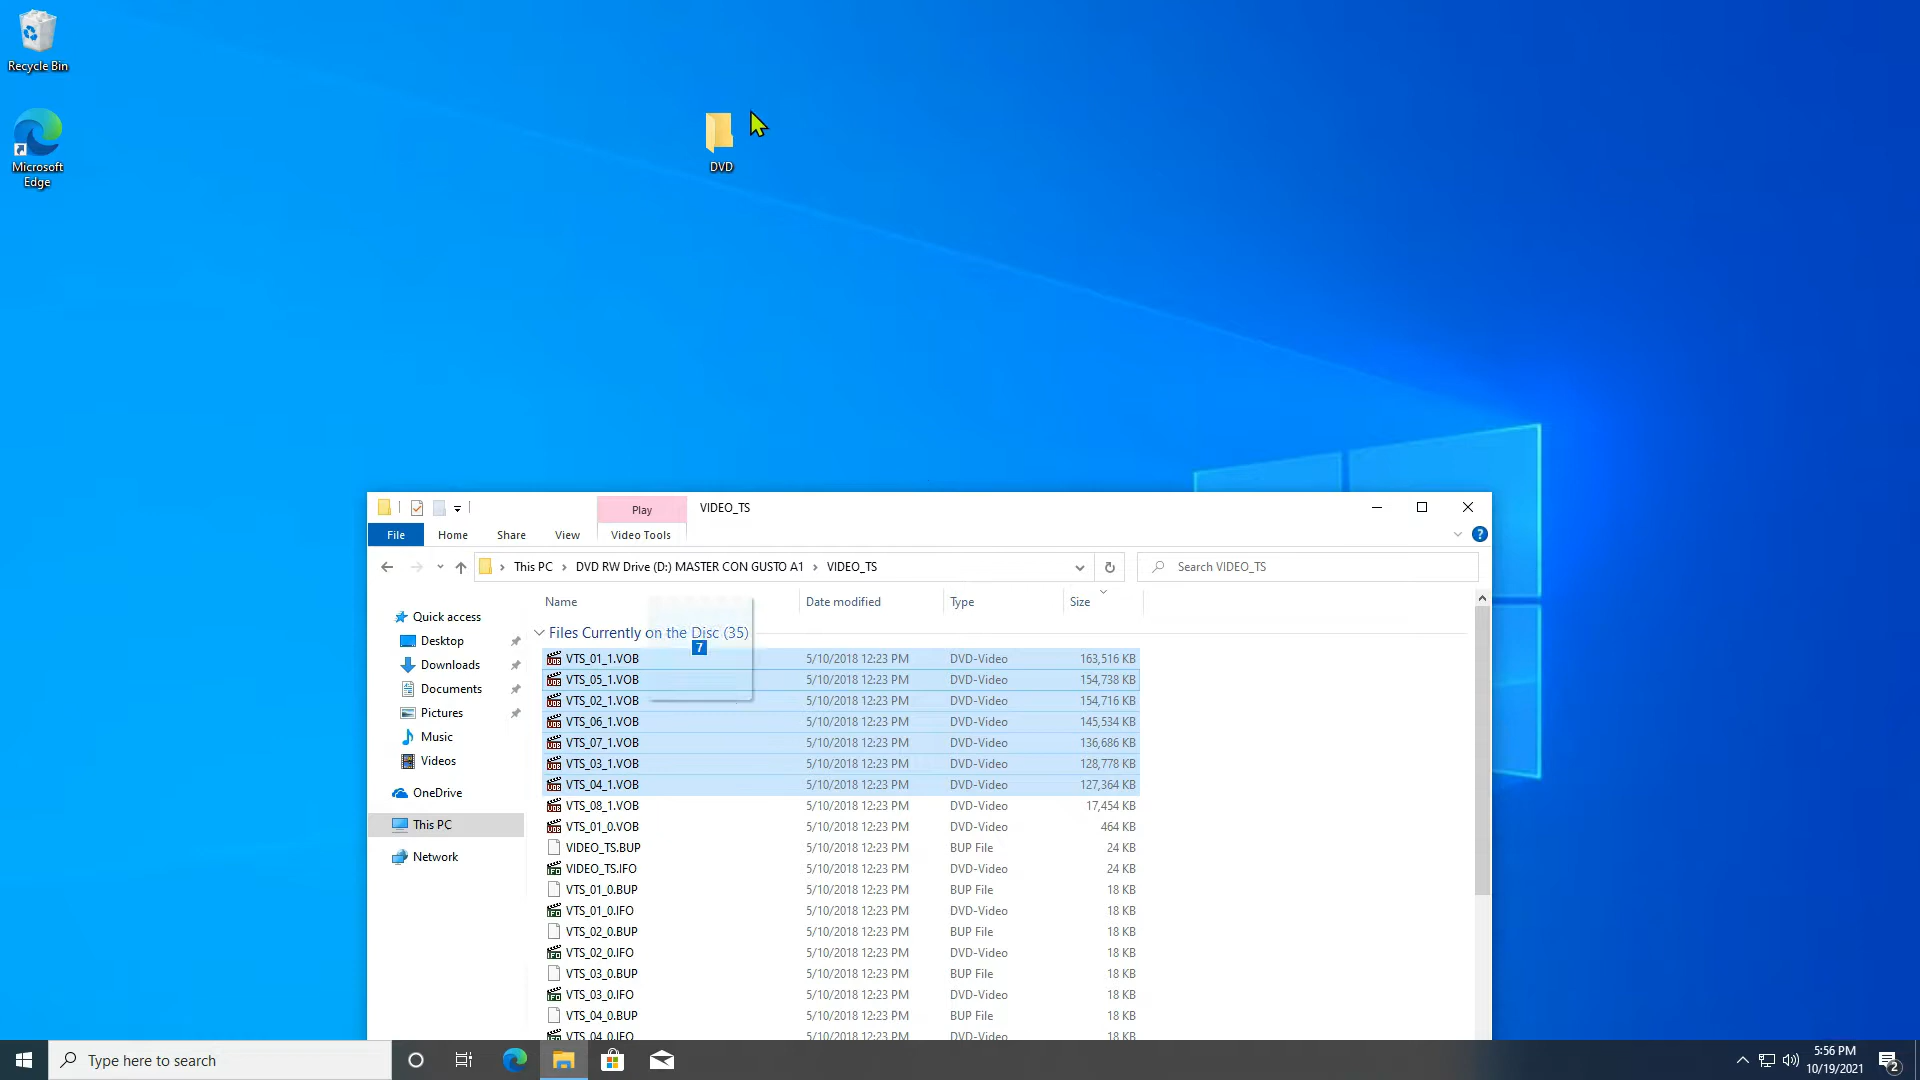 Recycle Bin
Microsoft
Edge
DVD
Play
VIDEO_TS
File
Home
Share
View
Video Tools
?
This PC
DVD RW Drive (D:) MASTER CON GUSTO A1
VIDEO_TS
Search VIDEO_TS
Name
Date modified
Type
Size
Quick access
Desktop
Downloads
Documents
Pictures
Music
Videos
OneDrive
This PC
Network
Files Currently on the Disc (35)
7
VTS_01_1.VOB 5/10/2018 12:23 PM DVD-Video 163,516 KB
VTS_05_1.VOB 5/10/2018 12:23 PM DVD-Video 154,738 KB
VTS_02_1.VOB 5/10/2018 12:23 PM DVD-Video 154,716 KB
VTS_06_1.VOB 5/10/2018 12:23 PM DVD-Video 145,534 KB
VTS_07_1.VOB 5/10/2018 12:23 PM DVD-Video 136,686 KB
VTS_03_1.VOB 5/10/2018 12:23 PM DVD-Video 128,778 KB
VTS_04_1.VOB 5/10/2018 12:23 PM DVD-Video 127,364 KB
VTS_08_1.VOB 5/10/2018 12:23 PM DVD-Video 17,454 KB
VTS_01_0.VOB 5/10/2018 12:23 PM DVD-Video 464 KB
VIDEO_TS.BUP 5/10/2018 12:23 PM BUP File 24 KB
VIDEO_TS.IFO 5/10/2018 12:23 PM DVD-Video 24 KB
VTS_01_0.BUP 5/10/2018 12:23 PM BUP File 18 KB
VTS_01_0.IFO 5/10/2018 12:23 PM DVD-Video 18 KB
VTS_02_0.BUP 5/10/2018 12:23 PM BUP File 18 KB
VTS_02_0.IFO 5/10/2018 12:23 PM DVD-Video 18 KB
VTS_03_0.BUP 5/10/2018 12:23 PM BUP File 18 KB
VTS_03_0.IFO 5/10/2018 12:23 PM DVD-Video 18 KB
VTS_04_0.BUP 5/10/2018 12:23 PM BUP File 18 KB
VTS_04_0.IFO 5/10/2018 12:23 PM DVD-Video 18 KB
Type here to search
5:56 PM
10/19/2021
2